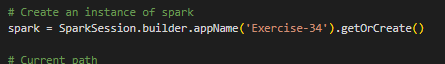 # Create an instance of spark
spark = SparkSession.builder.appName('Exercise-34').getOrCreate()
# Current path